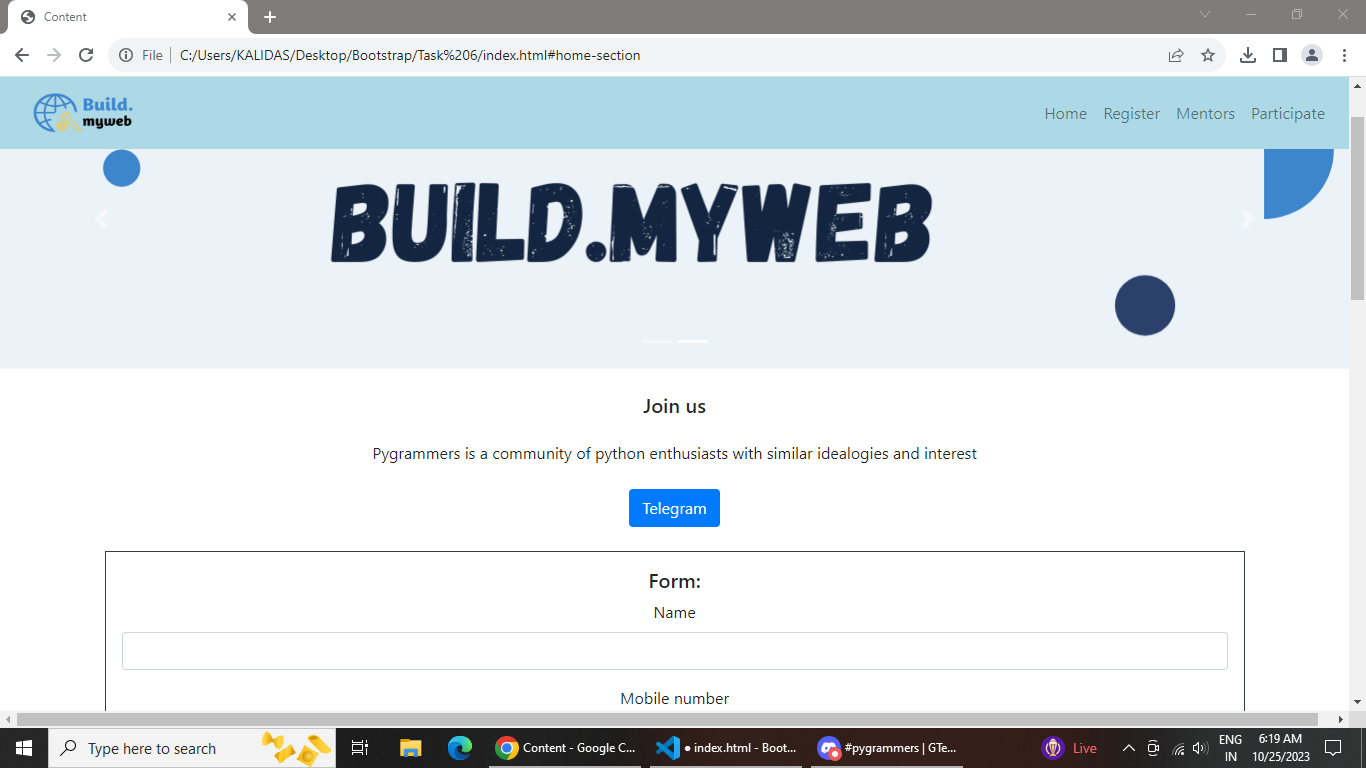 Content
File
C:/Users/KALIDAS/Desktop/Bootstrap/Task%206/index.html#home-section
Build.
myweb
Home Register Mentors Participate
BUILD.MYWEB
Join us
Pygrammers is a community of python enthusiasts with similar idealogies and interest
Telegram
Form:
Name
Mobile number
Type here to search
Content - Google C...
● index.html - Boot...
#pygrammers | GTe...
Live
ENG
IN
6:19 AM
10/25/2023